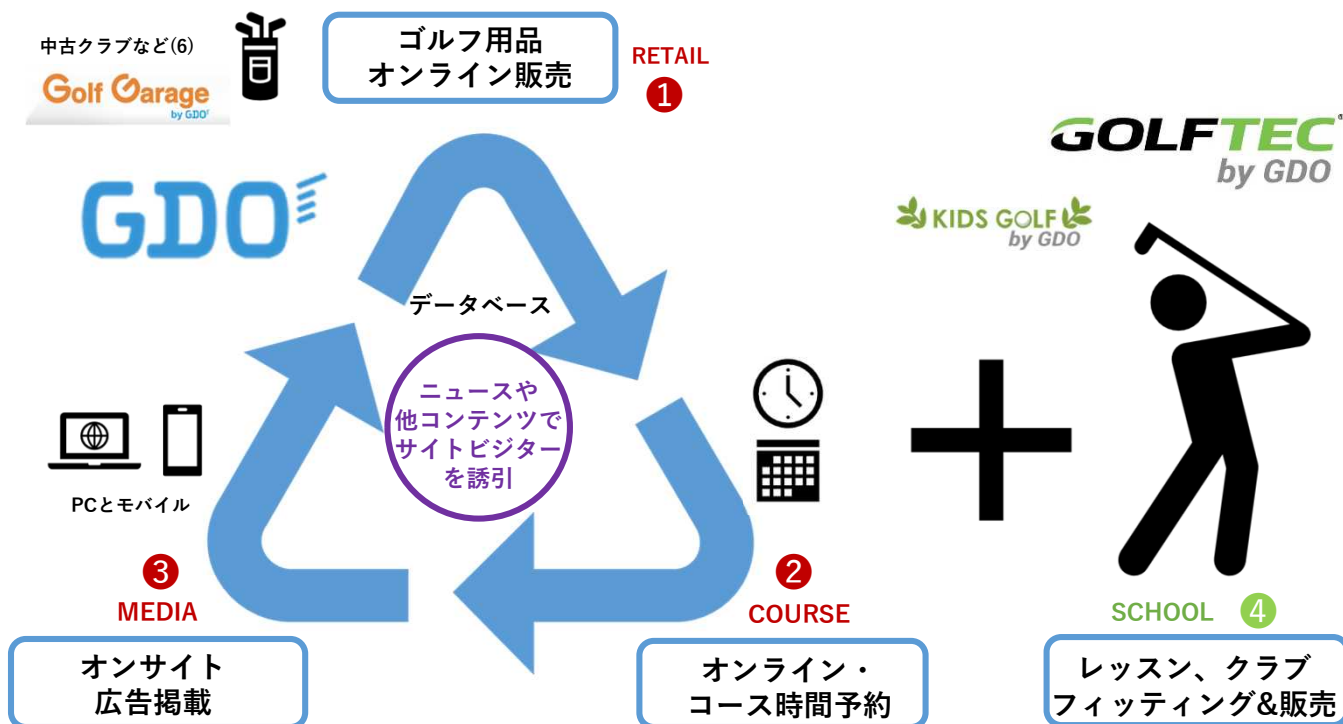 中古クラブなど(6)
Golf Garage
by GDO
ゴルフ用品
オンライン販売
RETAIL
1
GDO
GOLFTEC®
by GDO
KIDS GOLF
by GDO
データベース
ニュースや
他コンテンツで
サイトビジター
を誘引
PCとモバイル
3
MEDIA
オンサイト
広告掲載
2
COURSE
オンライン・
コース時間予約
SCHOOL 4
レッスン、クラブ
フィッティング&販売